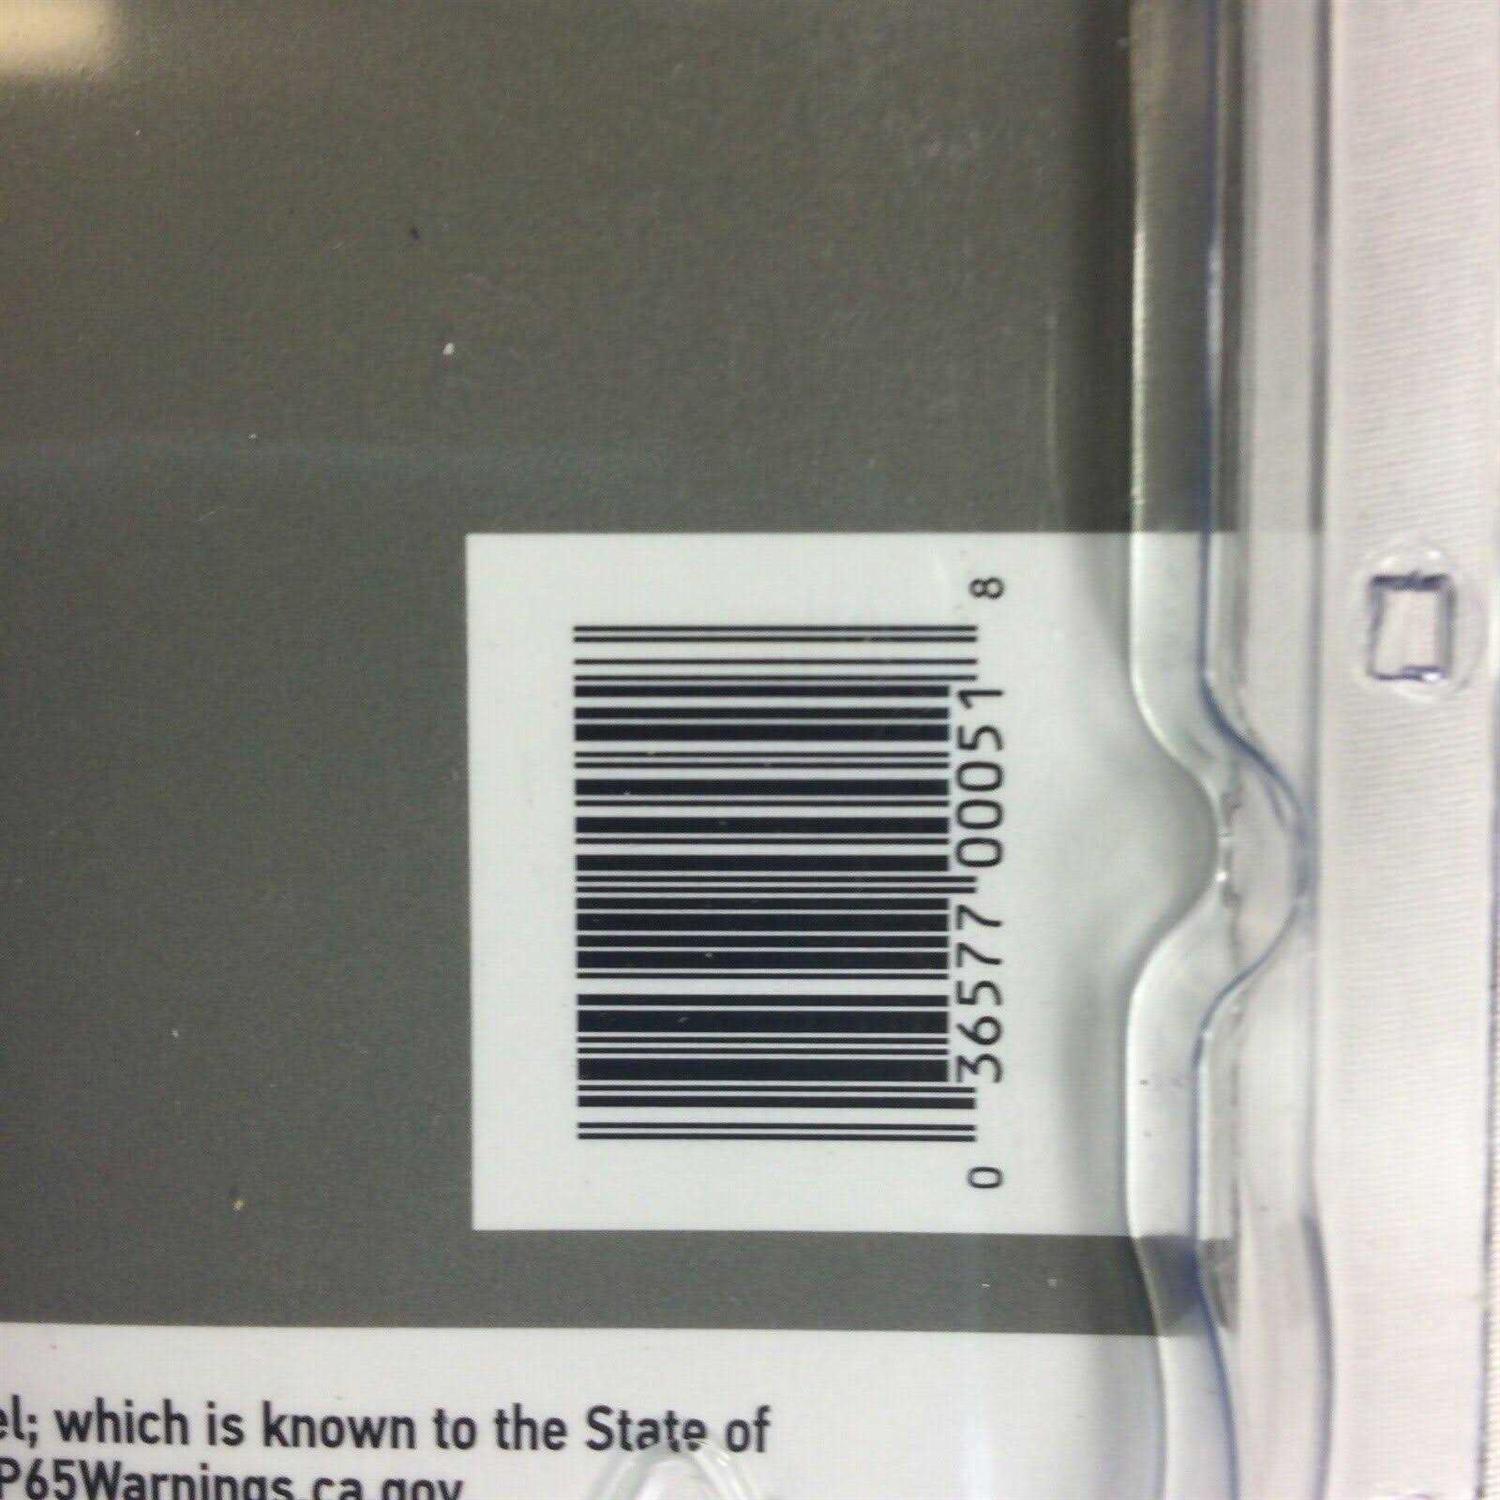 0 36577 00051 8
el; which is known to the State of
P65Warnings.ca.gov